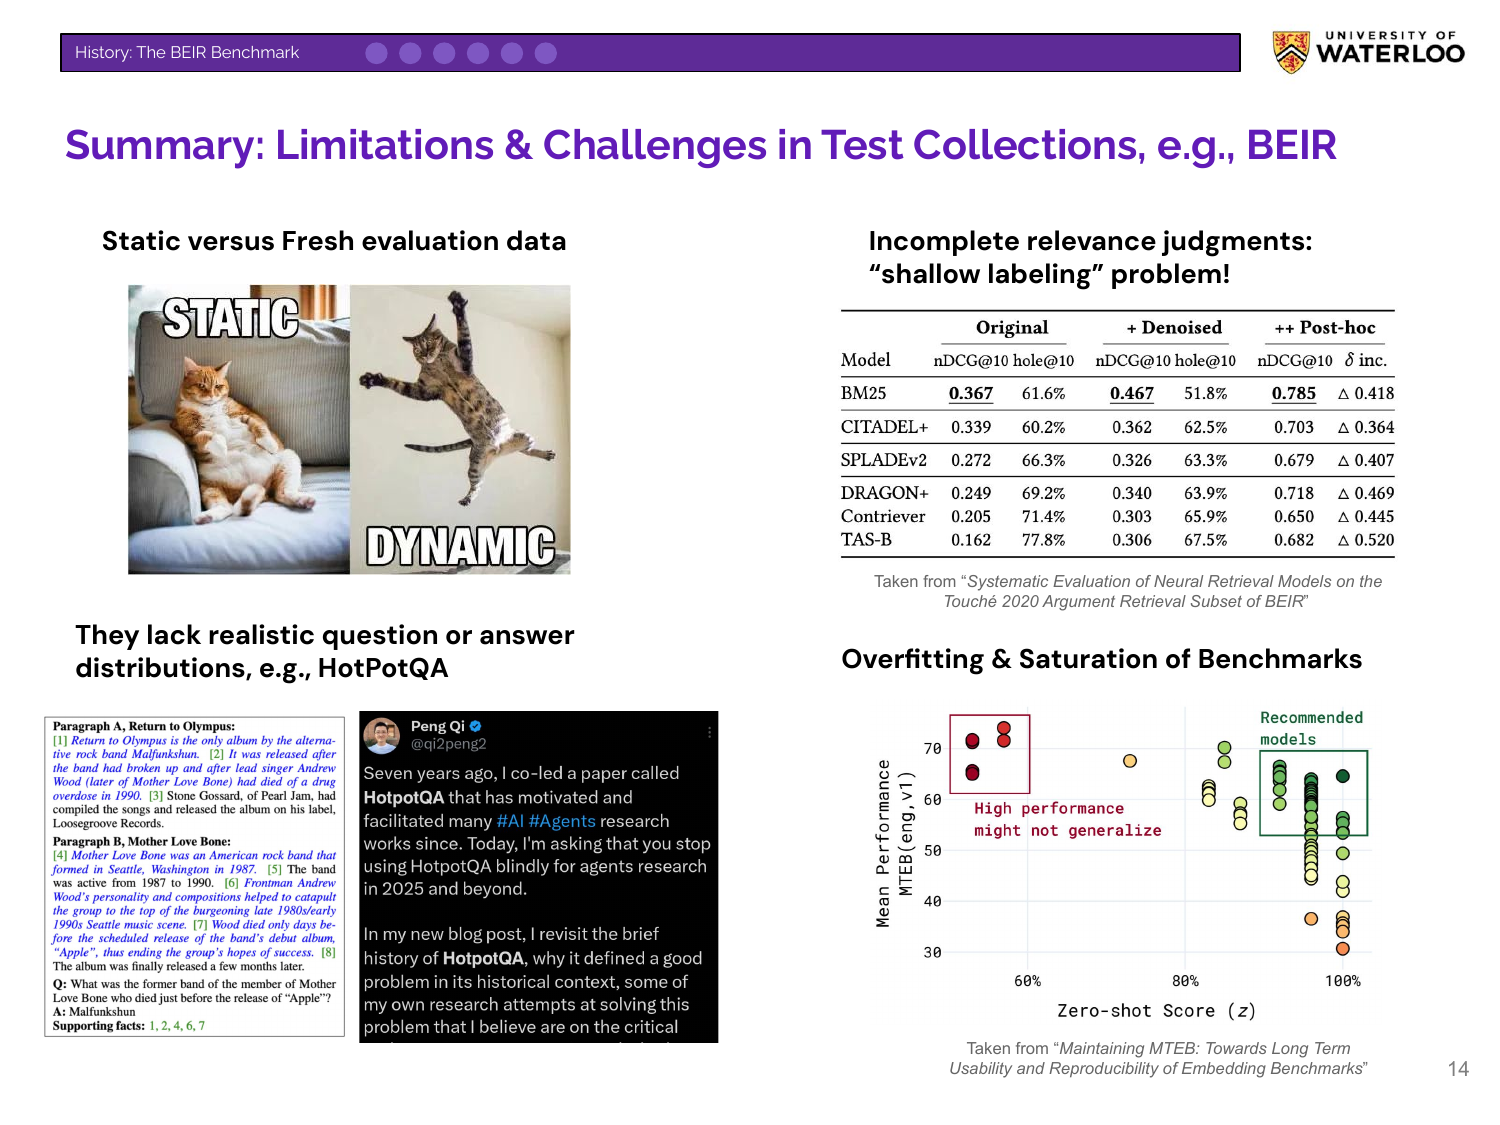 History: The BEIR Benchmark
UNIVERSITY OF
WATERLOO
Summary: Limitations & Challenges in Test Collections, e.g., BEIR
Static versus Fresh evaluation data
STATIC
DYNAMIC
Incomplete relevance judgments:
“shallow labeling” problem!
Original + Denoised ++ Post-hoc
Model nDCG@10 hole@10 nDCG@10 hole@10 nDCG@10 δ inc.
BM25 0.367 61.6% 0.467 51.8% 0.785 △ 0.418
CITADEL+ 0.339 60.2% 0.362 62.5% 0.703 △ 0.364
SPLADEv2 0.272 66.3% 0.326 63.3% 0.679 △ 0.407
DRAGON+ 0.249 69.2% 0.340 63.9% 0.718 △ 0.469
Contriever 0.205 71.4% 0.303 65.9% 0.650 △ 0.445
TAS-B 0.162 77.8% 0.306 67.5% 0.682 △ 0.520
Taken from “Systematic Evaluation of Neural Retrieval Models on the
Touché 2020 Argument Retrieval Subset of BEIR”
They lack realistic question or answer
distributions, e.g., HotPotQA
Paragraph A, Return to Olympus:
[1] Return to Olympus is the only album by the alterna-
tive rock band Malfunkshun. [2] It was released after
the band had broken up and after lead singer Andrew
Wood (later of Mother Love Bone) had died of a drug
overdose in 1990. [3] Stone Gossard, of Pearl Jam, had
compiled the songs and released the album on his label,
Loosegroove Records.
Paragraph B, Mother Love Bone:
[4] Mother Love Bone was an American rock band that
formed in Seattle, Washington in 1987. [5] The band
was active from 1987 to 1990. [6] Frontman Andrew
Wood's personality and compositions helped to catapult
the group to the top of the burgeoning late 1980s/early
1990s Seattle music scene. [7] Wood died only days be-
fore the scheduled release of the band's debut album,
“Apple”, thus ending the group's hopes of success. [8]
The album was finally released a few months later.
Q: What was the former band of the member of Mother
Love Bone who died just before the release of “Apple”?
A: Malfunkshun
Supporting facts: 1, 2, 4, 6, 7
Peng Qi
@qi2peng2
Seven years ago, I co-led a paper called
HotpotQA that has motivated and
facilitated many #AI #Agents research
works since. Today, I'm asking that you stop
using HotpotQA blindly for agents research
in 2025 and beyond.
In my new blog post, I revisit the brief
history of HotpotQA, why it defined a good
problem in its historical context, some of
my own research attempts at solving this
problem that I believe are on the critical
Overfitting & Saturation of Benchmarks
Recommended
models
High performance
might not generalize
Mean Performance
MTEB(eng,v1)
70
60
50
40
30
60% 80% 100%
Zero-shot Score (z)
Taken from “Maintaining MTEB: Towards Long Term
Usability and Reproducibility of Embedding Benchmarks”
14